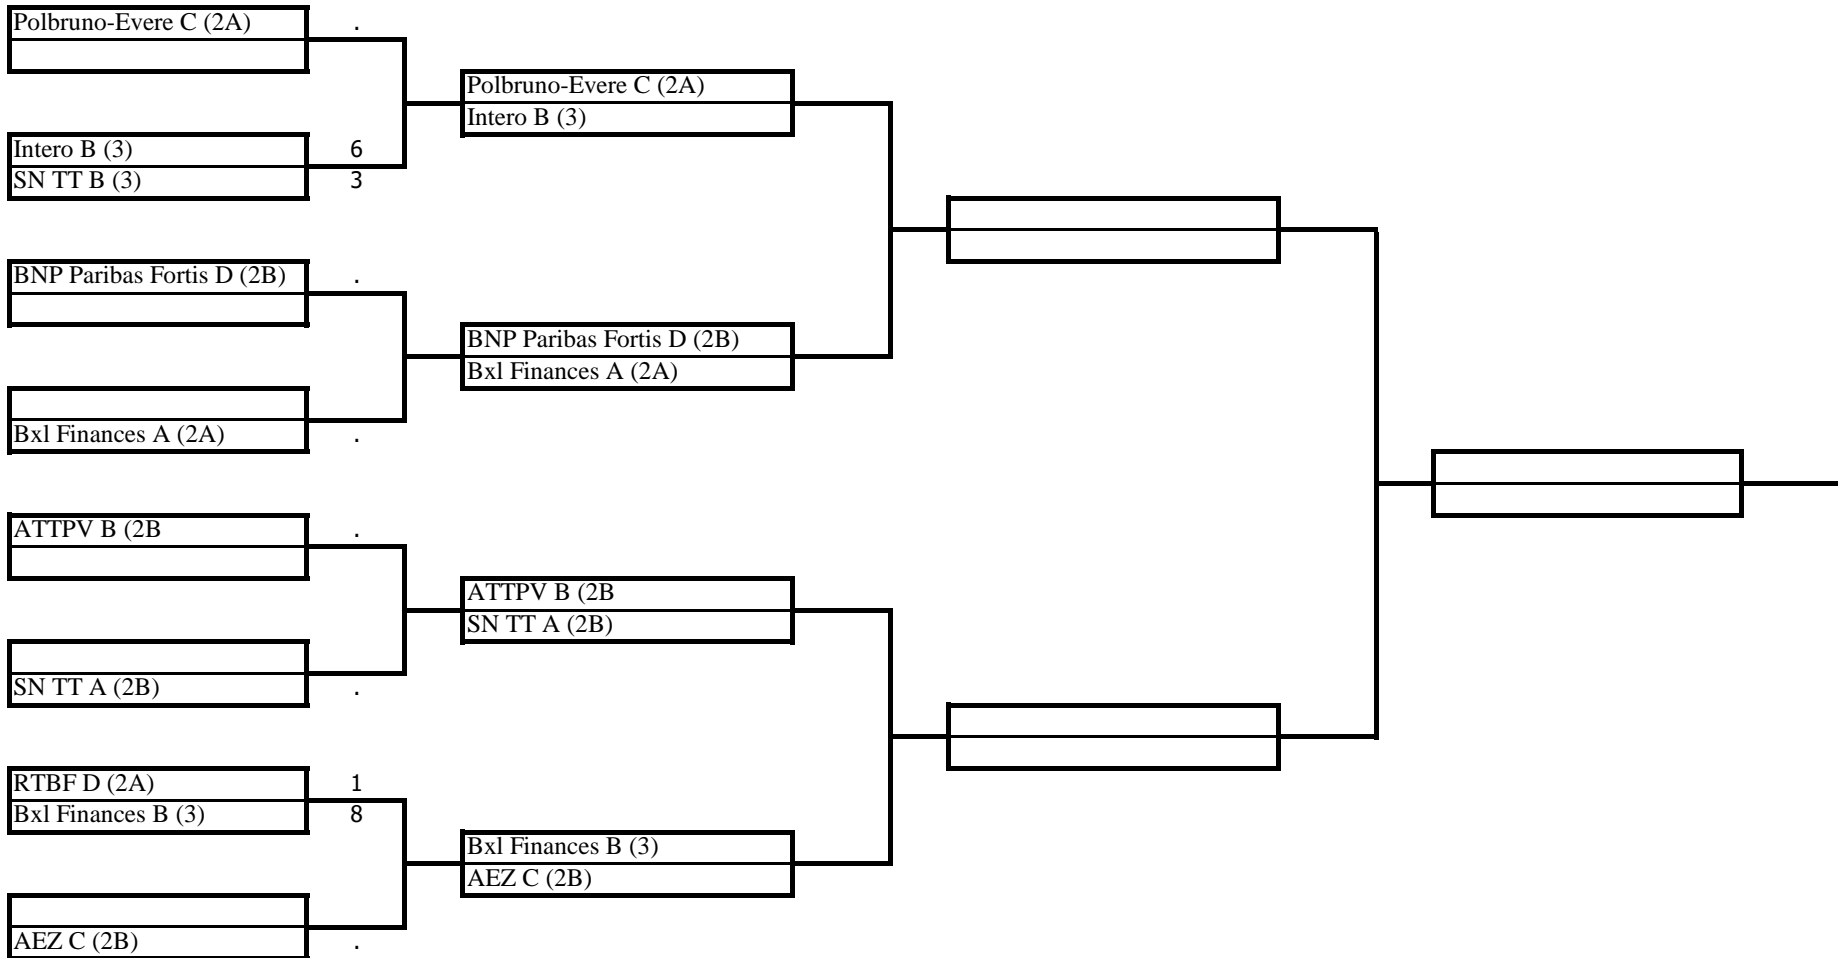 Polbruno-Evere C (2A) .
Polbruno-Evere C (2A)
Intero B (3)
Intero B (3) 6
SN TT B (3) 3
BNP Paribas Fortis D (2B) .
BNP Paribas Fortis D (2B)
Bxl Finances A (2A)
Bxl Finances A (2A) .
ATTPV B (2B .
ATTPV B (2B
SN TT A (2B)
SN TT A (2B) .
RTBF D (2A) 1
Bxl Finances B (3) 8
Bxl Finances B (3)
AEZ C (2B)
AEZ C (2B) .